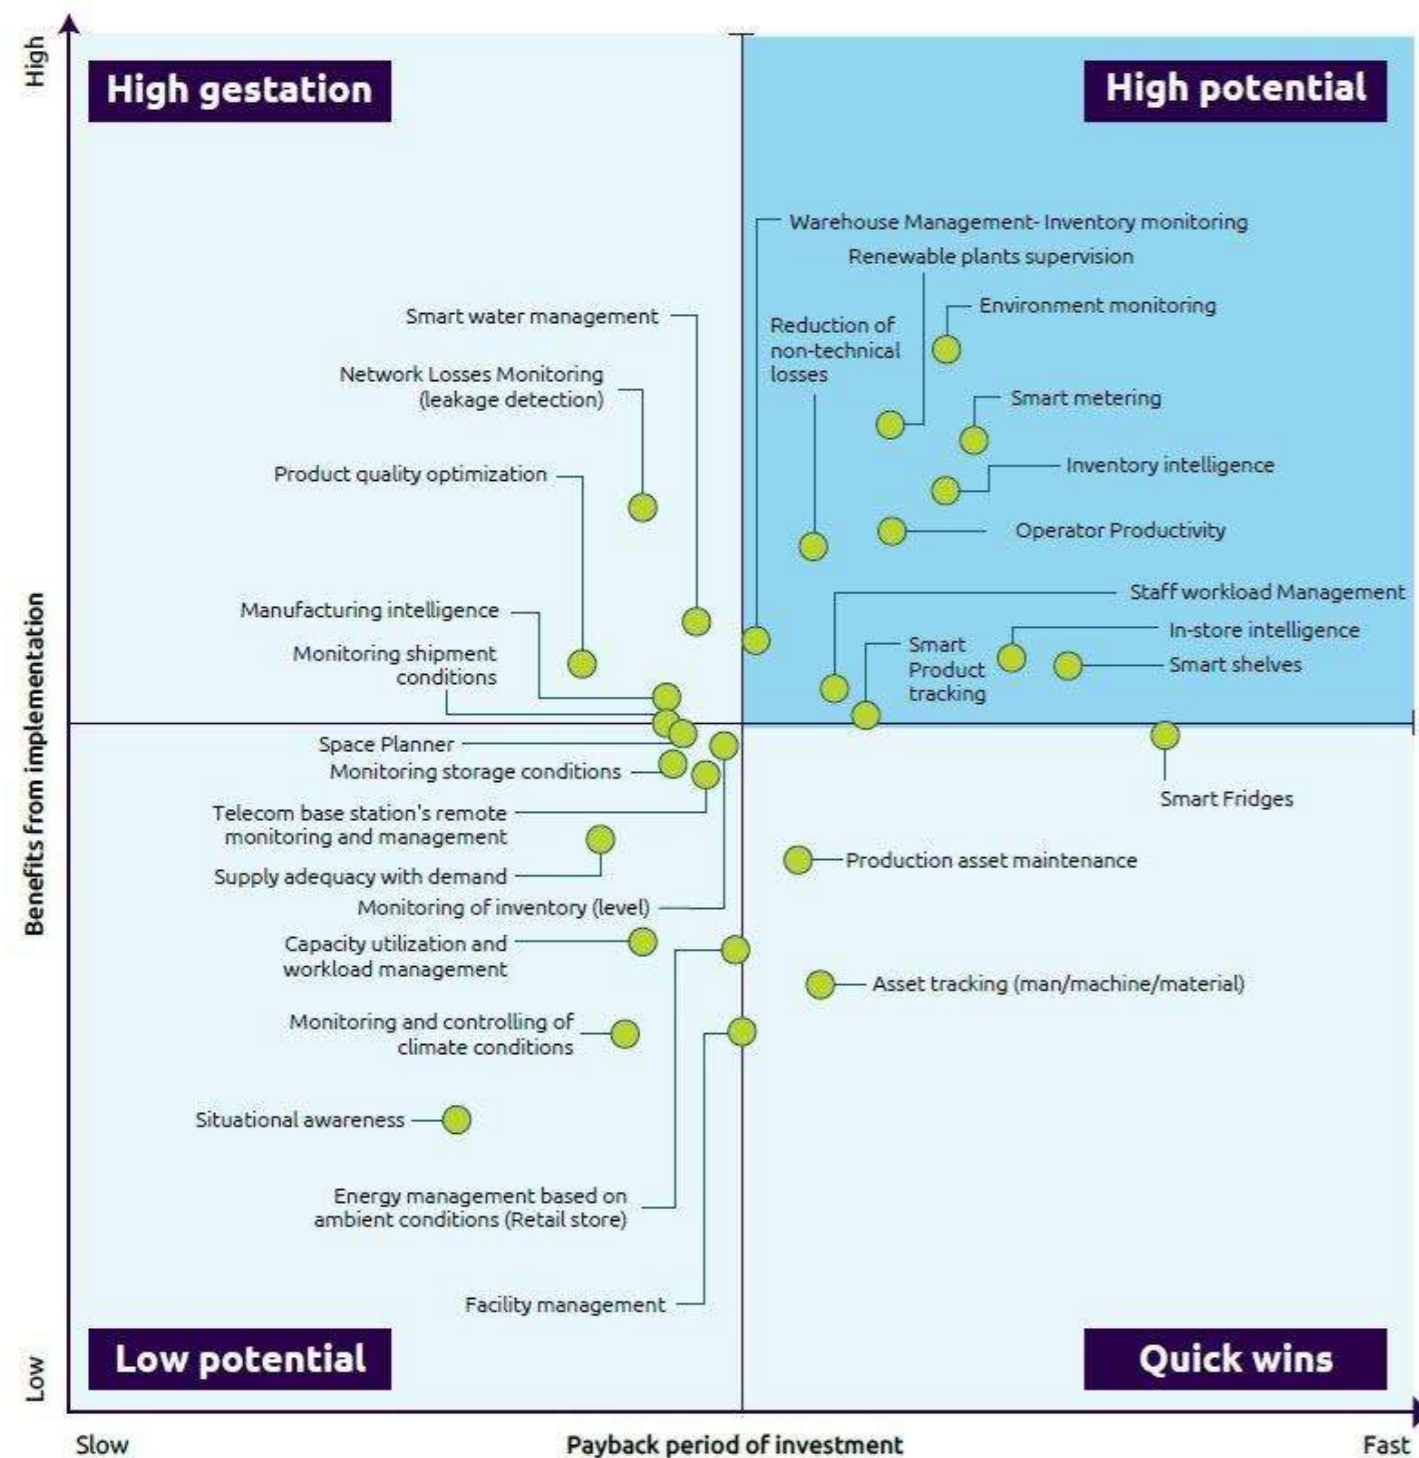 High
High gestation
High potential
Warehouse Management- Inventory monitoring
Renewable plants supervision
Environment monitoring
Smart water management
Reduction of
non-technical
losses
Network Losses Monitoring
(leakage detection)
Smart metering
Product quality optimization
Inventory intelligence
Operator Productivity
Staff workload Management
Manufacturing intelligence
In-store intelligence
Monitoring shipment
conditions
Smart
Product
tracking
Smart shelves
Benefits from implementation
Space Planner
Monitoring storage conditions
Smart Fridges
Telecom base station's remote
monitoring and management
Production asset maintenance
Supply adequacy with demand
Monitoring of inventory (level)
Capacity utilization and
workload management
Asset tracking (man/machine/material)
Monitoring and controlling of
climate conditions
Situational awareness
Energy management based on
ambient conditions (Retail store)
Facility management
Low potential
Quick wins
Low
Slow
Payback period of investment
Fast